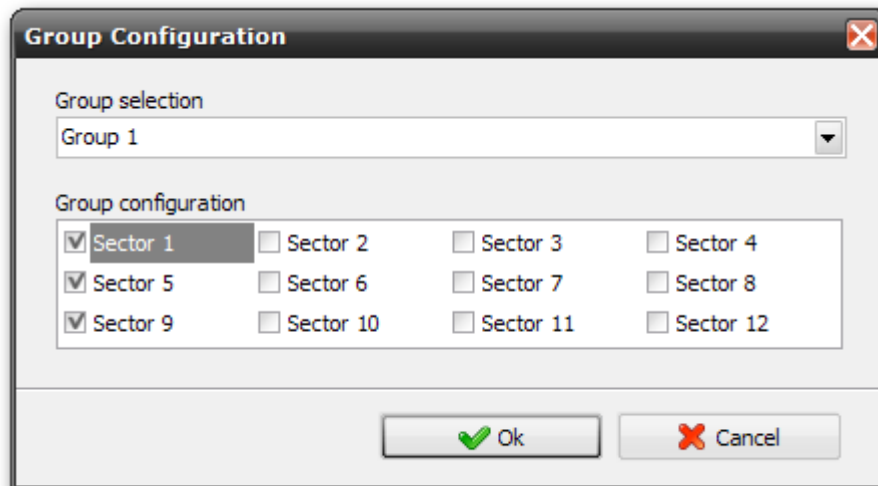 Group Configuration
Group selection
Group 1
Group configuration
Sector 1 Sector 2 Sector 3 Sector 4
Sector 5 Sector 6 Sector 7 Sector 8
Sector 9 Sector 10 Sector 11 Sector 12
Ok Cancel